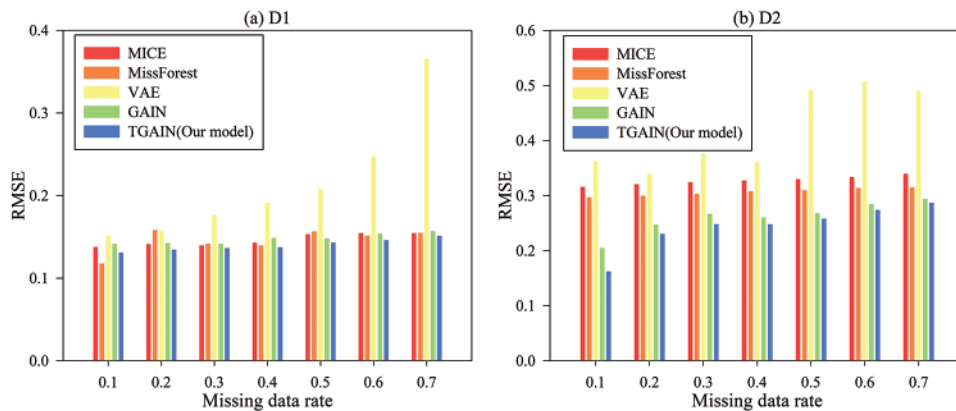 (a) D1
0.4
0.3
0.2
0.1
0.0
RMSE
MICE
MissForest
VAE
GAIN
TGAIN(Our model)
0.1 0.2 0.3 0.4 0.5 0.6 0.7
Missing data rate
(b) D2
0.6
0.5
0.4
0.3
0.2
0.1
0.0
RMSE
MICE
MissForest
VAE
GAIN
TGAIN(Our model)
0.1 0.2 0.3 0.4 0.5 0.6 0.7
Missing data rate